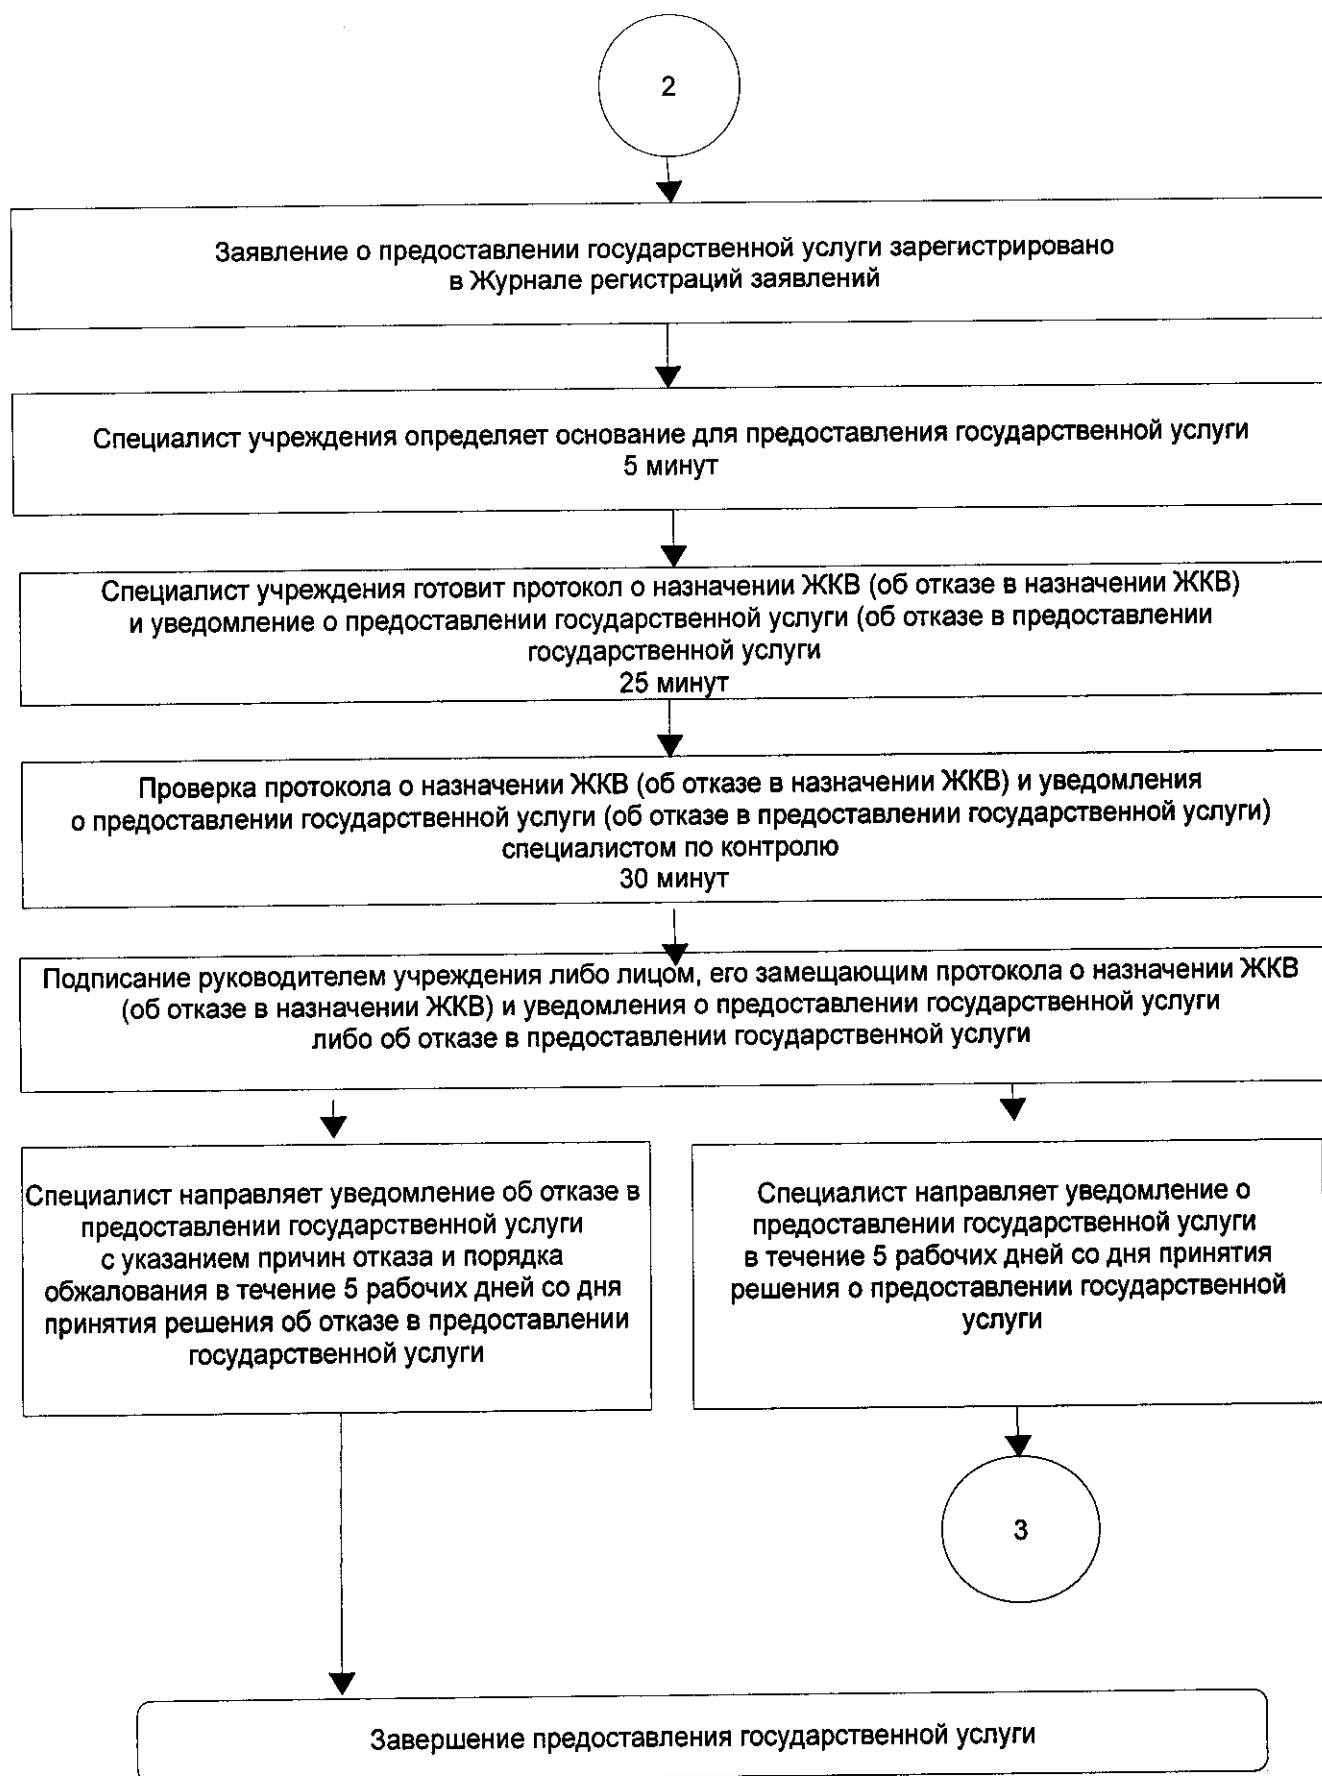 2
Заявление о предоставлении государственной услуги зарегистрировано
в Журнале регистраций заявлений
Специалист учреждения определяет основание для предоставления государственной услуги
5 минут
Специалист учреждения готовит протокол о назначении ЖКВ (об отказе в назначении ЖКВ)
и уведомление о предоставлении государственной услуги (об отказе в предоставлении
государственной услуги
25 минут
Проверка протокола о назначении ЖКВ (об отказе в назначении ЖКВ) и уведомления
о предоставлении государственной услуги (об отказе в предоставлении государственной услуги)
специалистом по контролю
30 минут
Подписание руководителем учреждения либо лицом, его замещающим протокола о назначении ЖКВ
(об отказе в назначении ЖКВ) и уведомления о предоставлении государственной услуги
либо об отказе в предоставлении государственной услуги
Специалист направляет уведомление об отказе в
предоставлении государственной услуги
с указанием причин отказа и порядка
обжалования в течение 5 рабочих дней со дня
принятия решения об отказе в предоставлении
государственной услуги
Специалист направляет уведомление о
предоставлении государственной услуги
в течение 5 рабочих дней со дня принятия
решения о предоставлении государственной
услуги
3
Завершение предоставления государственной услуги